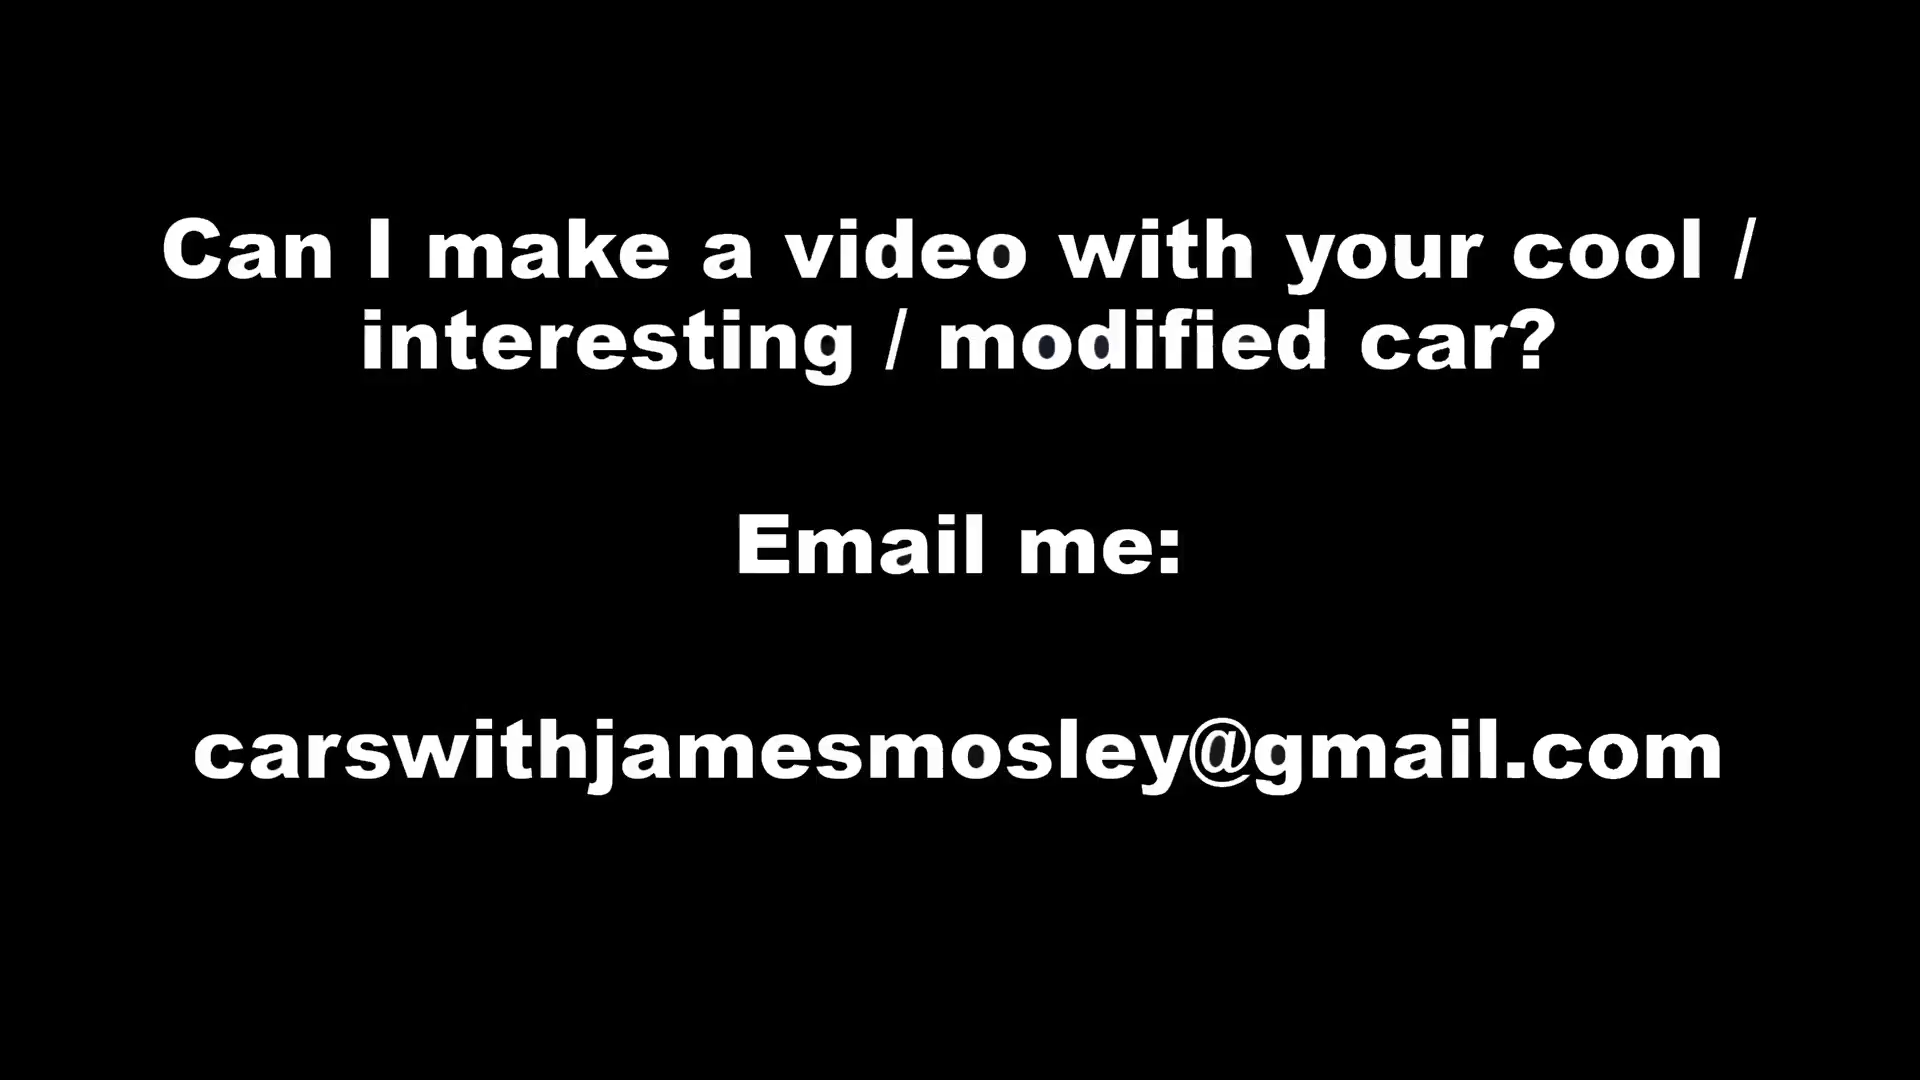 Can I make a video with your cool /
interesting / modified car?
Email me:
carswithjamesmosley@gmail.com